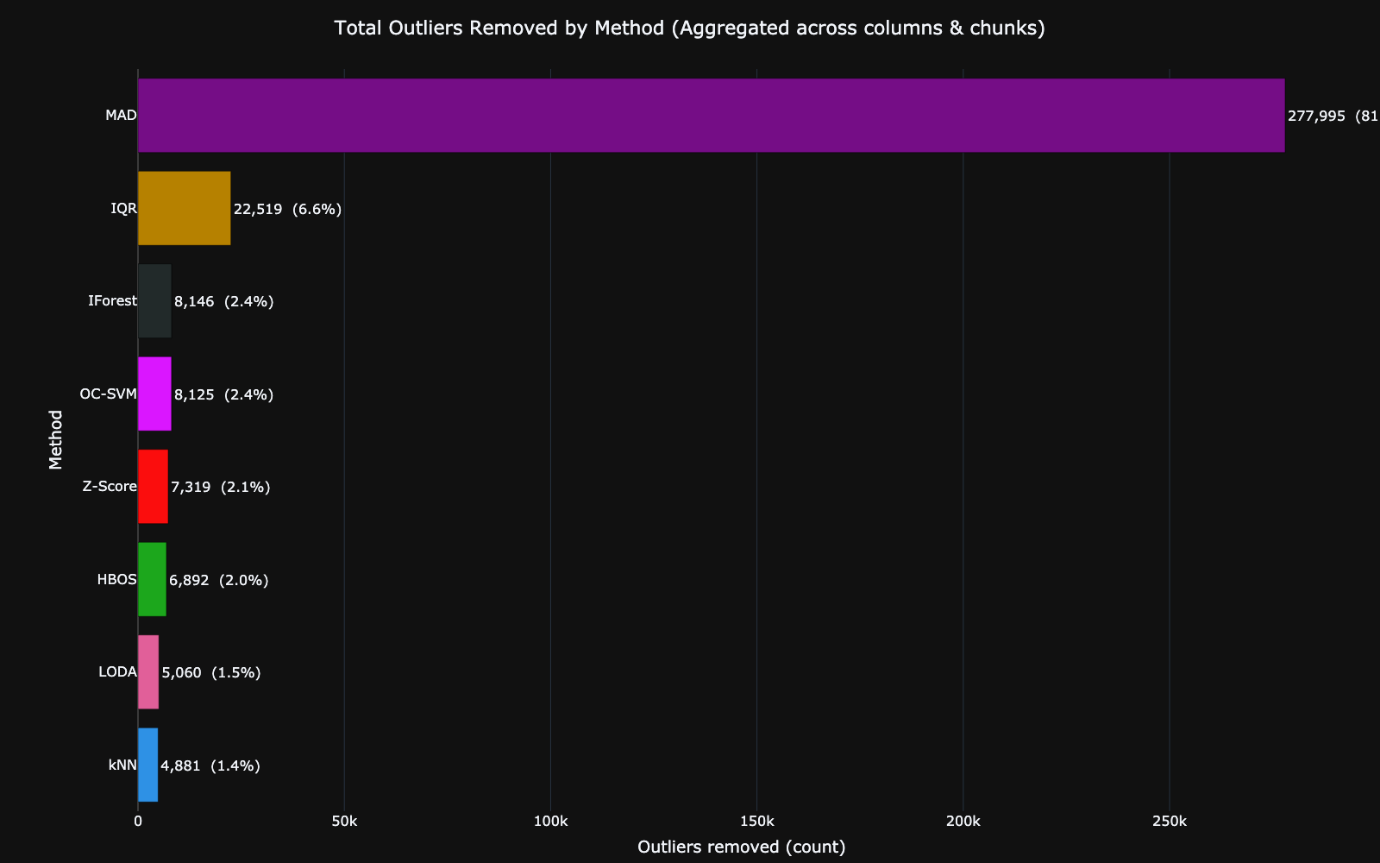 Total Outliers Removed by Method (Aggregated across columns & chunks)
MAD
277,995 (81
IQR
22,519 (6.6%)
IForest
8,146 (2.4%)
OC-SVM
8,125 (2.4%)
Method
Z-Score
7,319 (2.1%)
HBOS
6,892 (2.0%)
LODA
5,060 (1.5%)
kNN
4,881 (1.4%)
0
50k
100k
150k
200k
250k
Outliers removed (count)